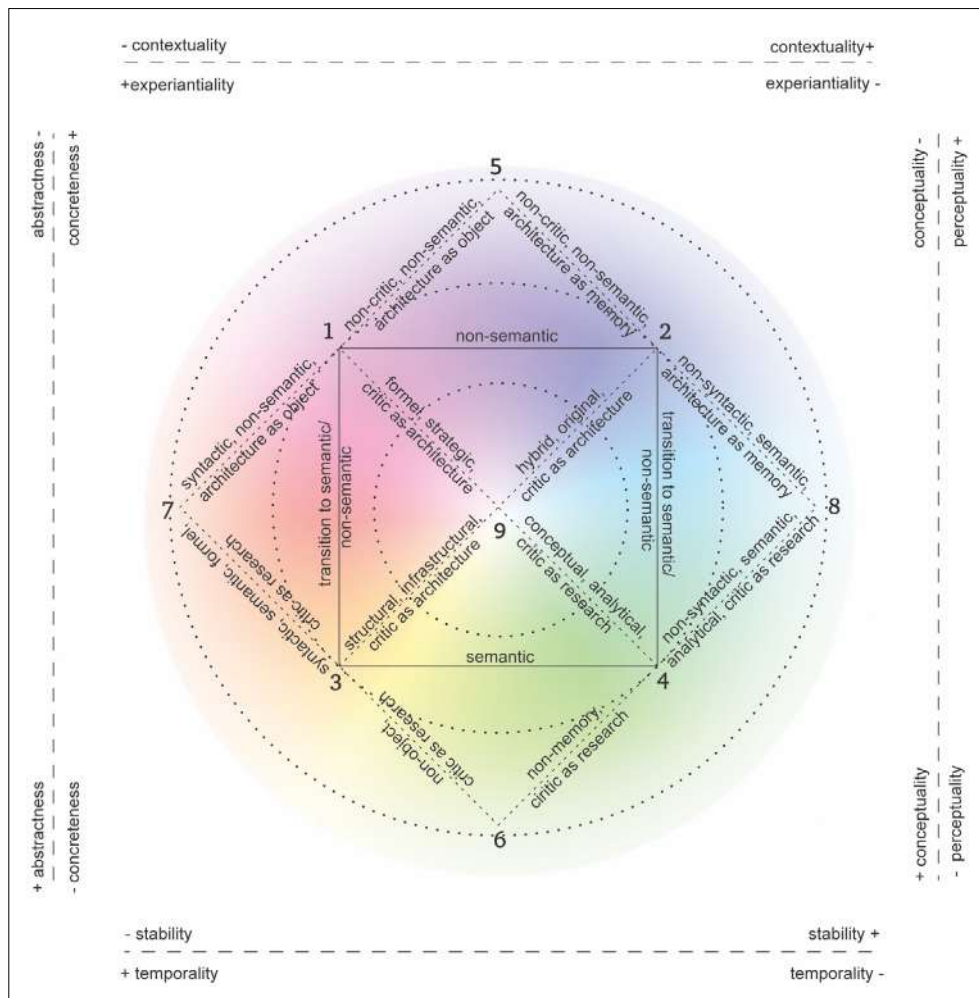 - contextuality
contextuality+
+experiantiality
experiantiality -
abstractness -
concreteness +
conceptuality -
perceptuality +
5
non-critic, non-semantic,
architecture as object
non-critic, non-semantic,
architecture as memory
1
2
non-semantic
syntactic, non-semantic,
architecture as object
formel, strategic,
critic as architecture
hybrid, original,
critic as architecture
non-syntactic, semantic,
architecture as memory
transition to semantic/
non-semantic
transition to semantic/
non-semantic
7
8
9
syntactic, semantic, formel
critic as research
structural, infrastructural,
critic as architecture
conceptual, analytical,
critic as research
non-syntactic, semantic,
analytical, critic as research
semantic
3
4
non-object
critic as research
non-memory,
ciritic as research
6
+ abstractness
- concreteness
+ conceptuality
- perceptuality
- stability
stability +
+ temporality
temporality -